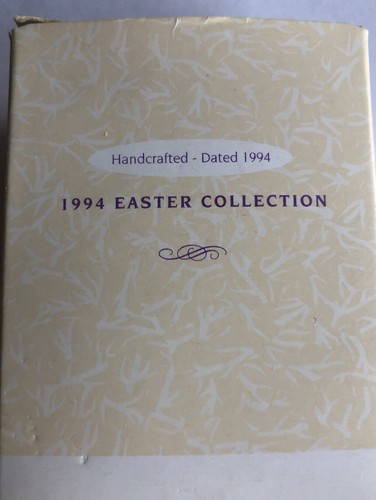 Handcrafted - Dated 1994
1994 EASTER COLLECTION